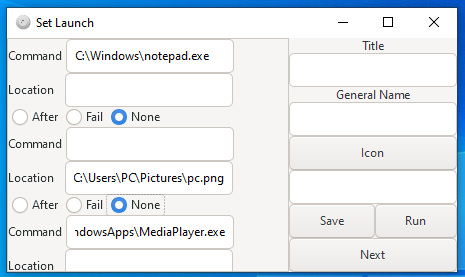 Set Launch
Command C:\Windows\notepad.exe
Location
After Fail None
Command
Location C:\Users\PC\Pictures\pc.png
After Fail None
Command ndowsApps\MediaPlayer.exe
Location
Title
General Name
Icon
Save Run
Next